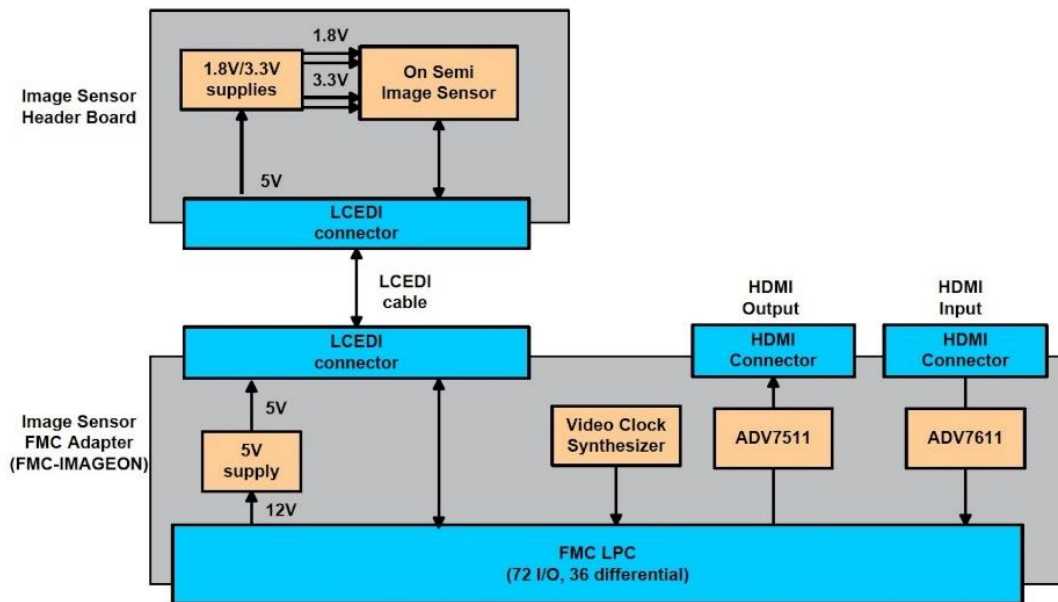 1.8V
1.8V/3.3V
supplies
3.3V
On Semi
Image Sensor
Image Sensor
Header Board
5V
LCEDI
connector
LCEDI
cable
HDMI
Output
HDMI
Input
LCEDI
connector
HDMI
Connector
HDMI
Connector
Image Sensor
FMC Adapter
(FMC-IMAGEON)
5V
5V
supply
12V
Video Clock
Synthesizer
ADV7511
ADV7611
FMC LPC
(72 I/O, 36 differential)